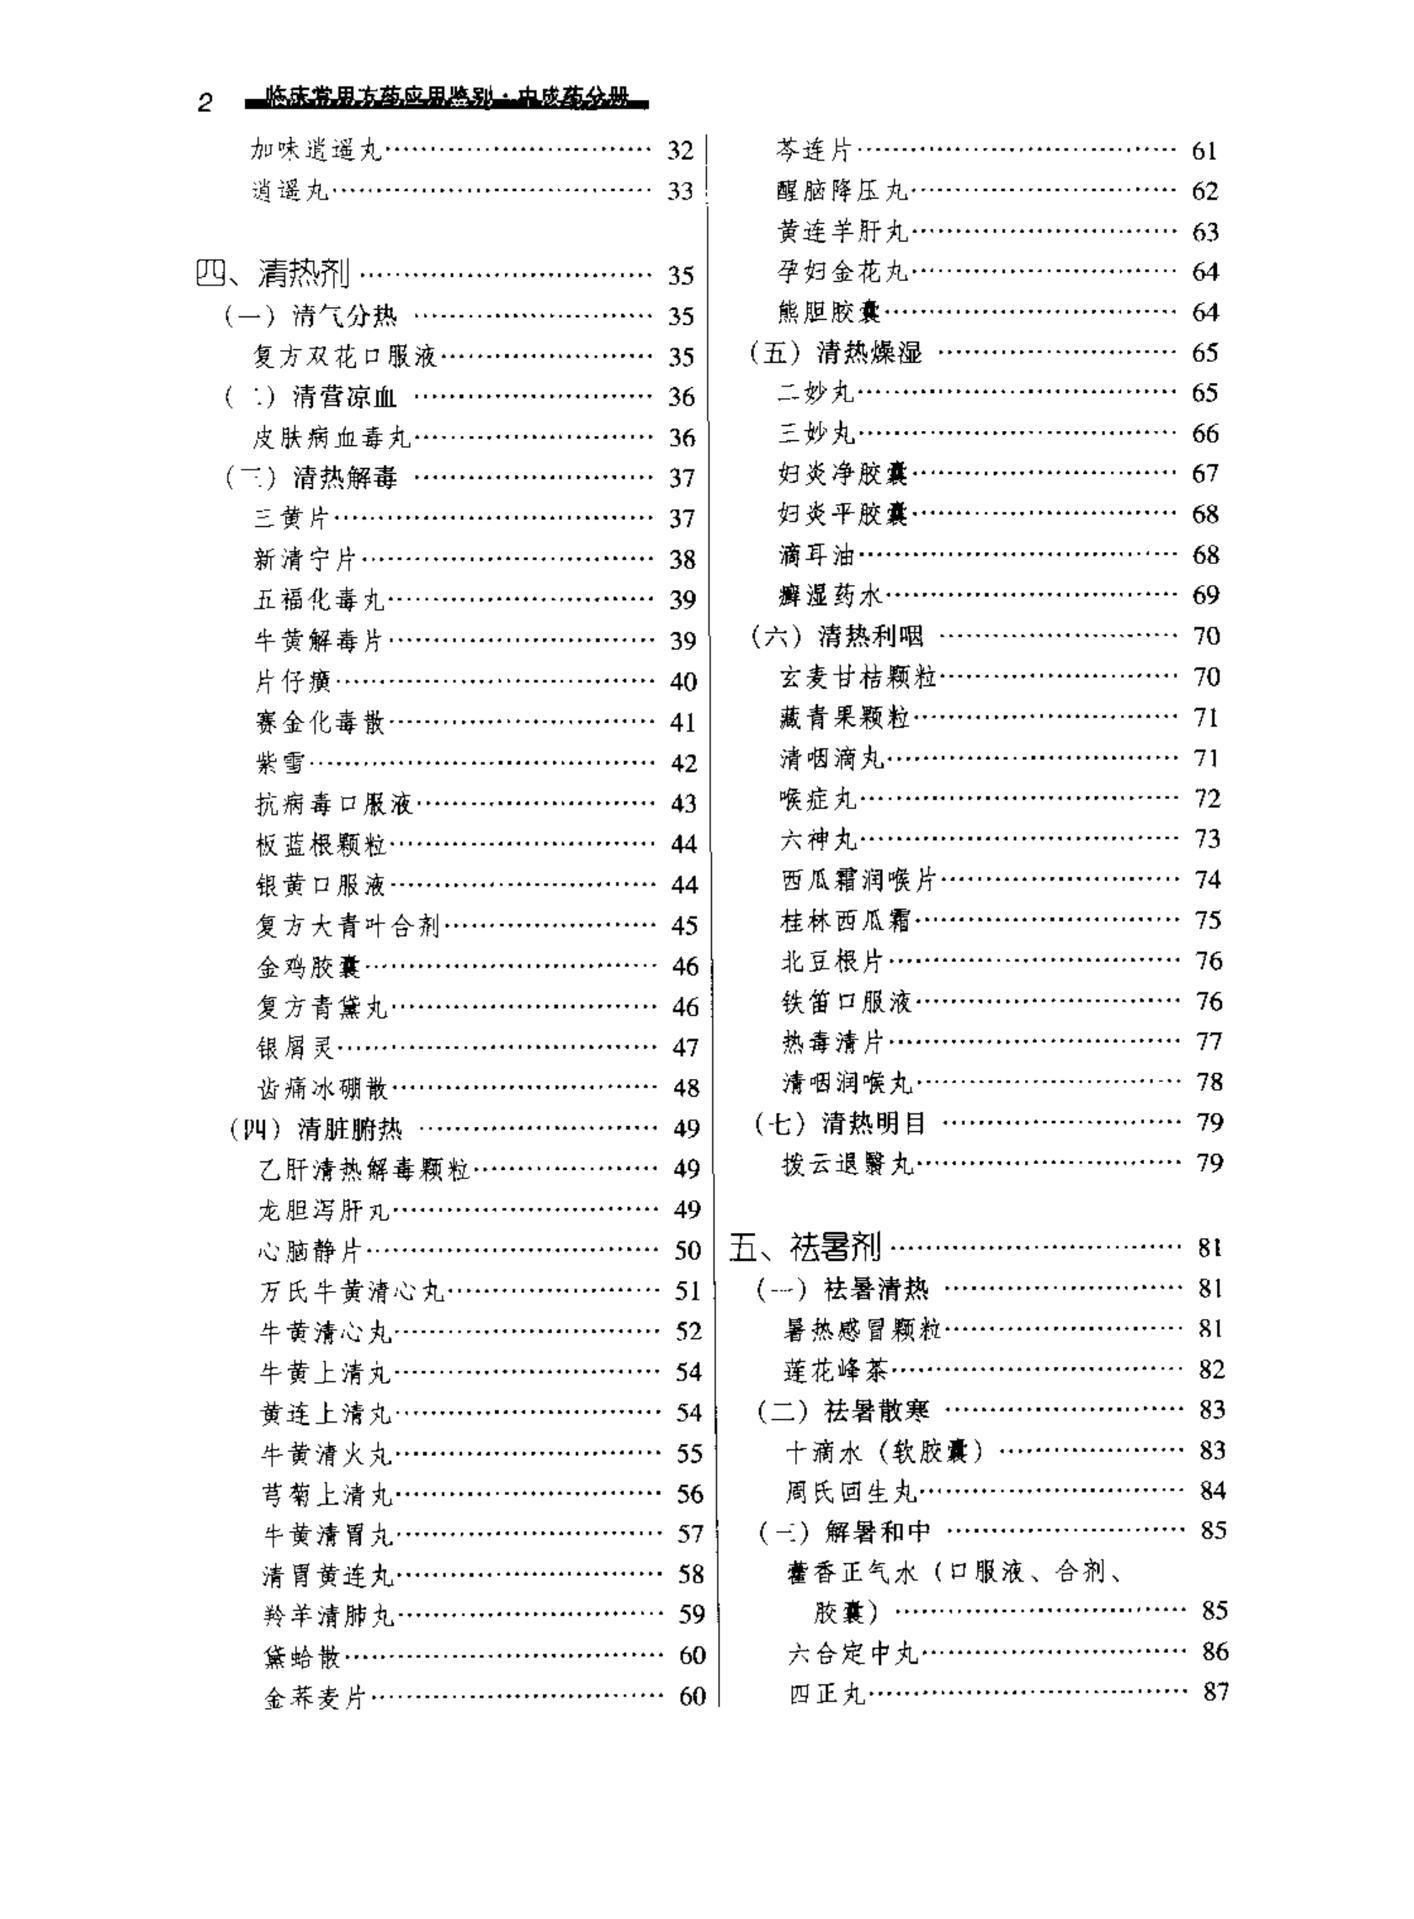 2 临床常用方药应用鉴别·中成药分册
加味逍遥丸…………………………… 32
逍遥丸………………………………… 33
四、清热剂 …………………………… 35
(一) 清气分热 ……………………… 35
复方双花口服液……………………… 35
(二) 清营凉血 ……………………… 36
皮肤病血毒丸………………………… 36
(三) 清热解毒 ……………………… 37
三黄片………………………………… 37
新清宁片……………………………… 38
五福化毒丸…………………………… 39
牛黄解毒片…………………………… 39
片仔癀………………………………… 40
赛金化毒散…………………………… 41
紫雪…………………………………… 42
抗病毒口服液………………………… 43
板蓝根颗粒…………………………… 44
银黄口服液…………………………… 44
复方大青叶合剂……………………… 45
金鸡胶囊……………………………… 46
复方青黛丸…………………………… 46
银屑灵………………………………… 47
齿痛冰硼散…………………………… 48
(四) 清脏腑热 ……………………… 49
乙肝清热解毒颗粒…………………… 49
龙胆泻肝丸…………………………… 49
心脑静片……………………………… 50
万氏牛黄清心丸……………………… 51
牛黄清心丸…………………………… 52
牛黄上清丸…………………………… 54
黄连上清丸…………………………… 54
牛黄清火丸…………………………… 55
芎菊上清丸…………………………… 56
牛黄清胃丸…………………………… 57
清胃黄连丸…………………………… 58
羚羊清肺丸…………………………… 59
黛蛤散………………………………… 60
金荞麦片……………………………… 60
芩连片………………………………… 61
醒脑降压丸…………………………… 62
黄连羊肝丸…………………………… 63
孕妇金花丸…………………………… 64
熊胆胶囊……………………………… 64
(五) 清热燥湿 ……………………… 65
二妙丸………………………………… 65
三妙丸………………………………… 66
妇炎净胶囊…………………………… 67
妇炎平胶囊…………………………… 68
滴耳油………………………………… 68
癣湿药水……………………………… 69
(六) 清热利咽 ……………………… 70
玄麦甘桔颗粒………………………… 70
藏青果颗粒…………………………… 71
清咽滴丸……………………………… 71
喉症丸………………………………… 72
六神丸………………………………… 73
西瓜霜润喉片………………………… 74
桂林西瓜霜…………………………… 75
北豆根片……………………………… 76
铁笛口服液…………………………… 76
热毒清片……………………………… 77
清咽润喉丸…………………………… 78
(七) 清热明目 ……………………… 79
拨云退翳丸…………………………… 79
五、祛暑剂 …………………………… 81
(一) 祛暑清热 ……………………… 81
暑热感冒颗粒………………………… 81
莲花峰茶……………………………… 82
(二) 祛暑散寒 ……………………… 83
十滴水(软胶囊) …………………… 83
周氏回生丸…………………………… 84
(三) 解暑和中 ……………………… 85
藿香正气水(口服液、合剂、
胶囊) ……………………………… 85
六合定中丸…………………………… 86
四正丸………………………………… 87